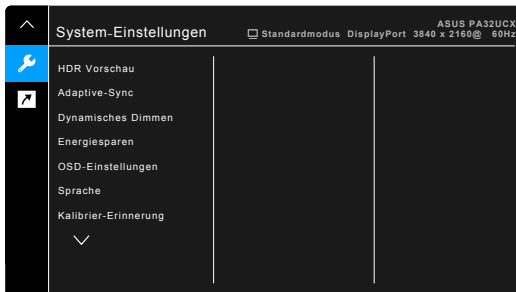 ASUS PA32UCX
System-Einstellungen
Standardmodus DisplayPort 3840 x 2160@ 60Hz
HDR Vorschau
Adaptive-Sync
Dynamisches Dimmen
Energiesparen
OSD-Einstellungen
Sprache
Kalibrier-Erinnerung